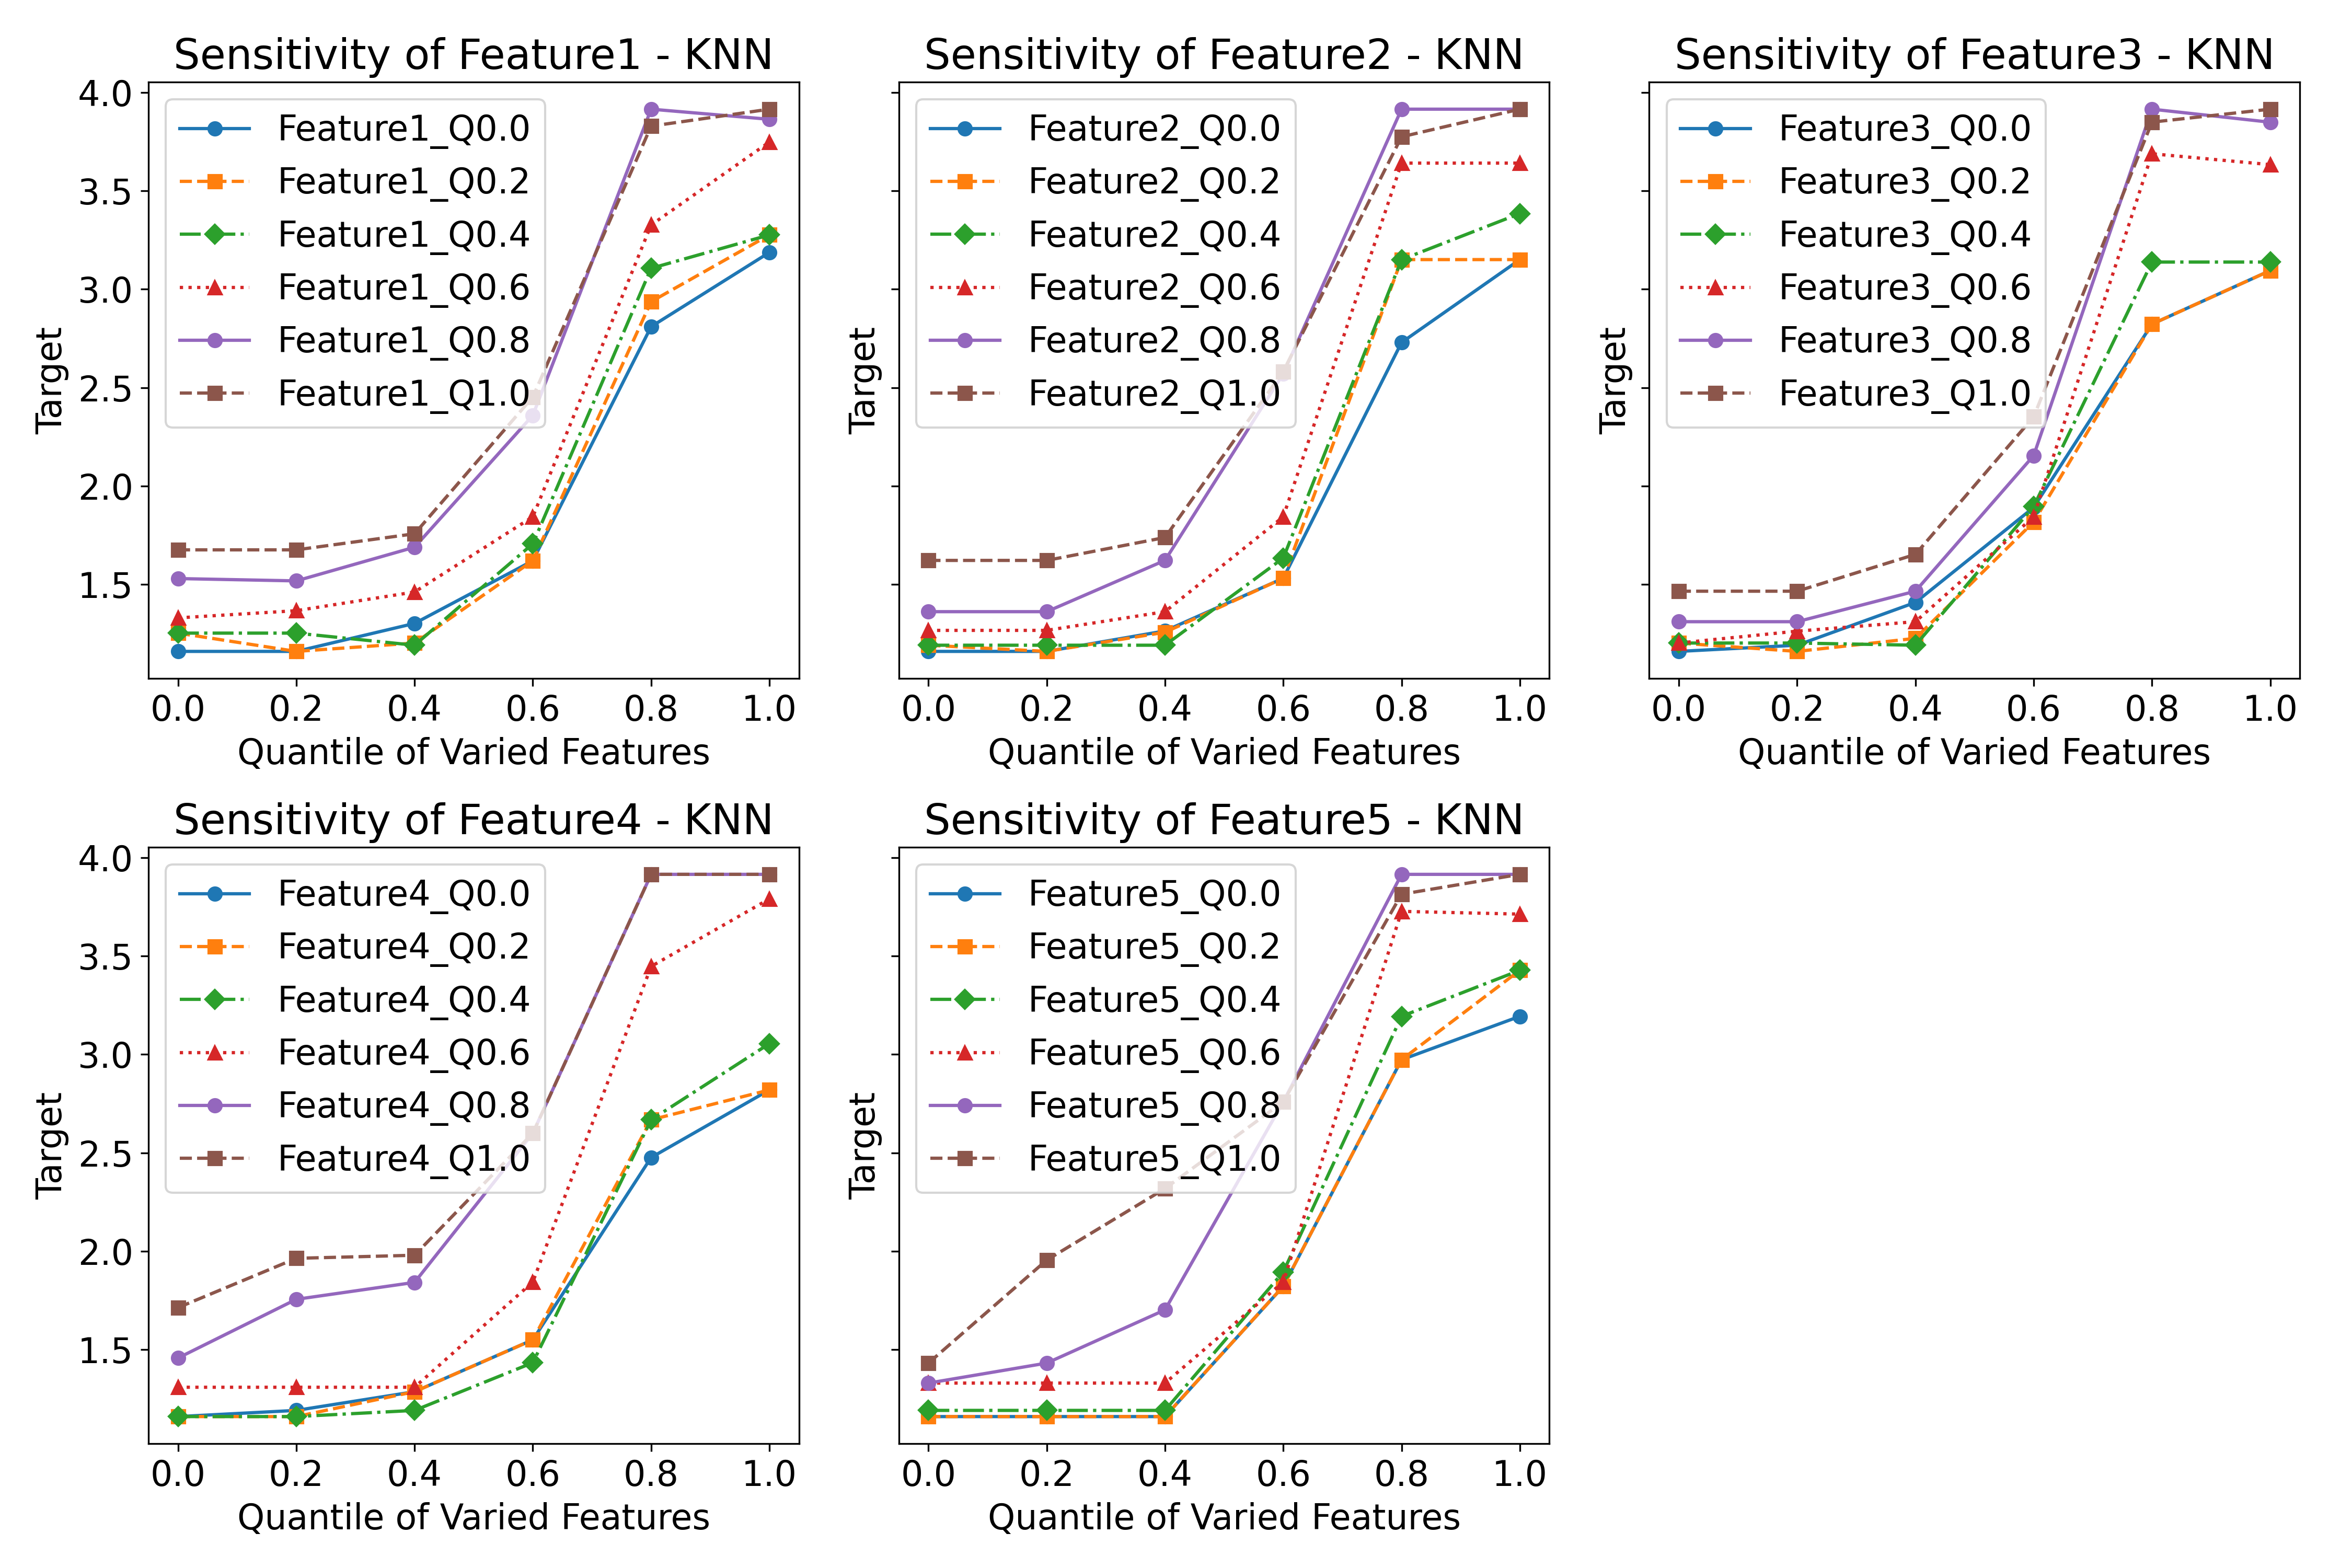 Sensitivity of Feature1 - KNN
Target
4.0
3.5
3.0
2.5
2.0
1.5
Feature1_Q0.0
Feature1_Q0.2
Feature1_Q0.4
Feature1_Q0.6
Feature1_Q0.8
Feature1_Q1.0
0.0 0.2 0.4 0.6 0.8 1.0
Quantile of Varied Features
Sensitivity of Feature2 - KNN
Target
Feature2_Q0.0
Feature2_Q0.2
Feature2_Q0.4
Feature2_Q0.6
Feature2_Q0.8
Feature2_Q1.0
0.0 0.2 0.4 0.6 0.8 1.0
Quantile of Varied Features
Sensitivity of Feature3 - KNN
Target
Feature3_Q0.0
Feature3_Q0.2
Feature3_Q0.4
Feature3_Q0.6
Feature3_Q0.8
Feature3_Q1.0
0.0 0.2 0.4 0.6 0.8 1.0
Quantile of Varied Features
Sensitivity of Feature4 - KNN
Target
4.0
3.5
3.0
2.5
2.0
1.5
Feature4_Q0.0
Feature4_Q0.2
Feature4_Q0.4
Feature4_Q0.6
Feature4_Q0.8
Feature4_Q1.0
0.0 0.2 0.4 0.6 0.8 1.0
Quantile of Varied Features
Sensitivity of Feature5 - KNN
Target
Feature5_Q0.0
Feature5_Q0.2
Feature5_Q0.4
Feature5_Q0.6
Feature5_Q0.8
Feature5_Q1.0
0.0 0.2 0.4 0.6 0.8 1.0
Quantile of Varied Features